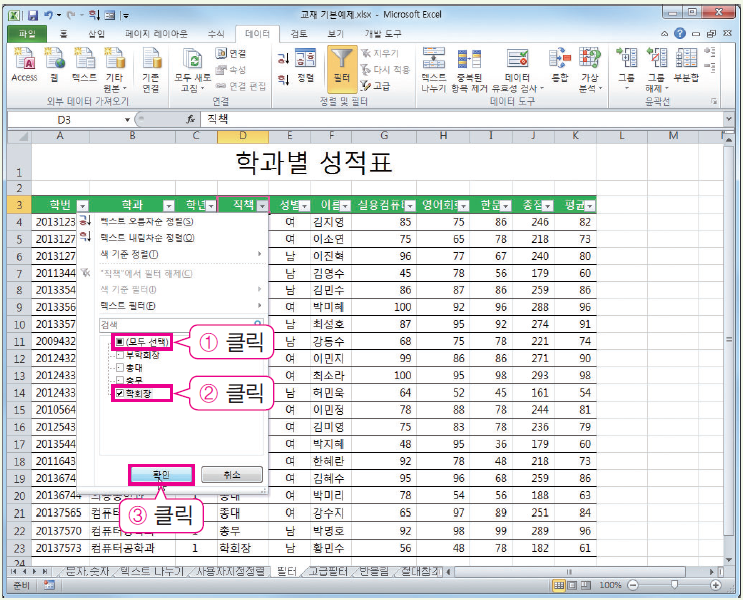 교재 기본예제.xlsx - Microsoft Excel
파일 홈 삽입 페이지 레이아웃 수식 데이터 검토 보기 개발 도구
Access 웹 텍스트 기타 원본 기존 연결 모두 새로 고침 연결 속성 연결 편집 정렬 필터 지우기 다시 적용 고급 텍스트 나누기 중복된 항목 제거 데이터 유효성 검사 통합 가상 분석 그룹 그룹 해제 부분합
외부 데이터 가져오기 연결 정렬 및 필터 데이터 도구 윤곽선
D3 fx 직책
A B C D E F G H I J K L M
1 학과별 성적표
2
3 학번 학과 학년 직책 성별 이름 실용컴퓨터 영어회화 한문 총점 평균
4 2013123 여 김지영 85 75 86 246 82
5 2013127 여 이소연 75 65 78 218 73
6 2013127 남 이진혁 96 77 67 240 80
7 2011344 남 김영수 45 78 56 179 60
8 2013354 남 김민수 86 87 86 259 86
9 2013356 여 박미혜 100 92 96 288 96
10 2013357 남 최성호 87 95 92 274 91
11 2009432 남 강동수 68 75 78 221 74
12 2012432 여 이민지 99 86 86 271 90
13 2012433 여 최소라 100 95 98 293 98
14 2012433 남 허민욱 64 52 45 161 54
15 2010564 여 이민정 78 88 78 244 81
16 2012543 여 김미영 75 83 78 236 79
17 2013544 여 박지혜 48 95 36 179 60
18 2011643 여 한혜란 92 78 48 218 73
19 2013674 여 김혜수 95 96 68 259 86
20 2013674 1 총대 여 박미리 78 54 56 188 63
21 20137565 컴퓨터 총대 여 강수지 65 97 89 251 84
22 20137570 컴퓨터 총무 남 박명호 92 98 99 289 96
23 20137573 컴퓨터공학과 1 학회장 남 황민수 56 48 78 182 61
24
텍스트 오름차순 정렬(S)
텍스트 내림차순 정렬(O)
색 기준 정렬(T)
"직책"에서 필터 해제(C)
색 기준 필터(I)
텍스트 필터(F)
검색
(모두 선택)
부학회장
총대
총무
학회장
확인 취소
① 클릭
② 클릭
③ 클릭
문자,숫자 텍스트 나누기 사용자지정정렬 필터 고급필터 반올림 절대참조
준비 100%